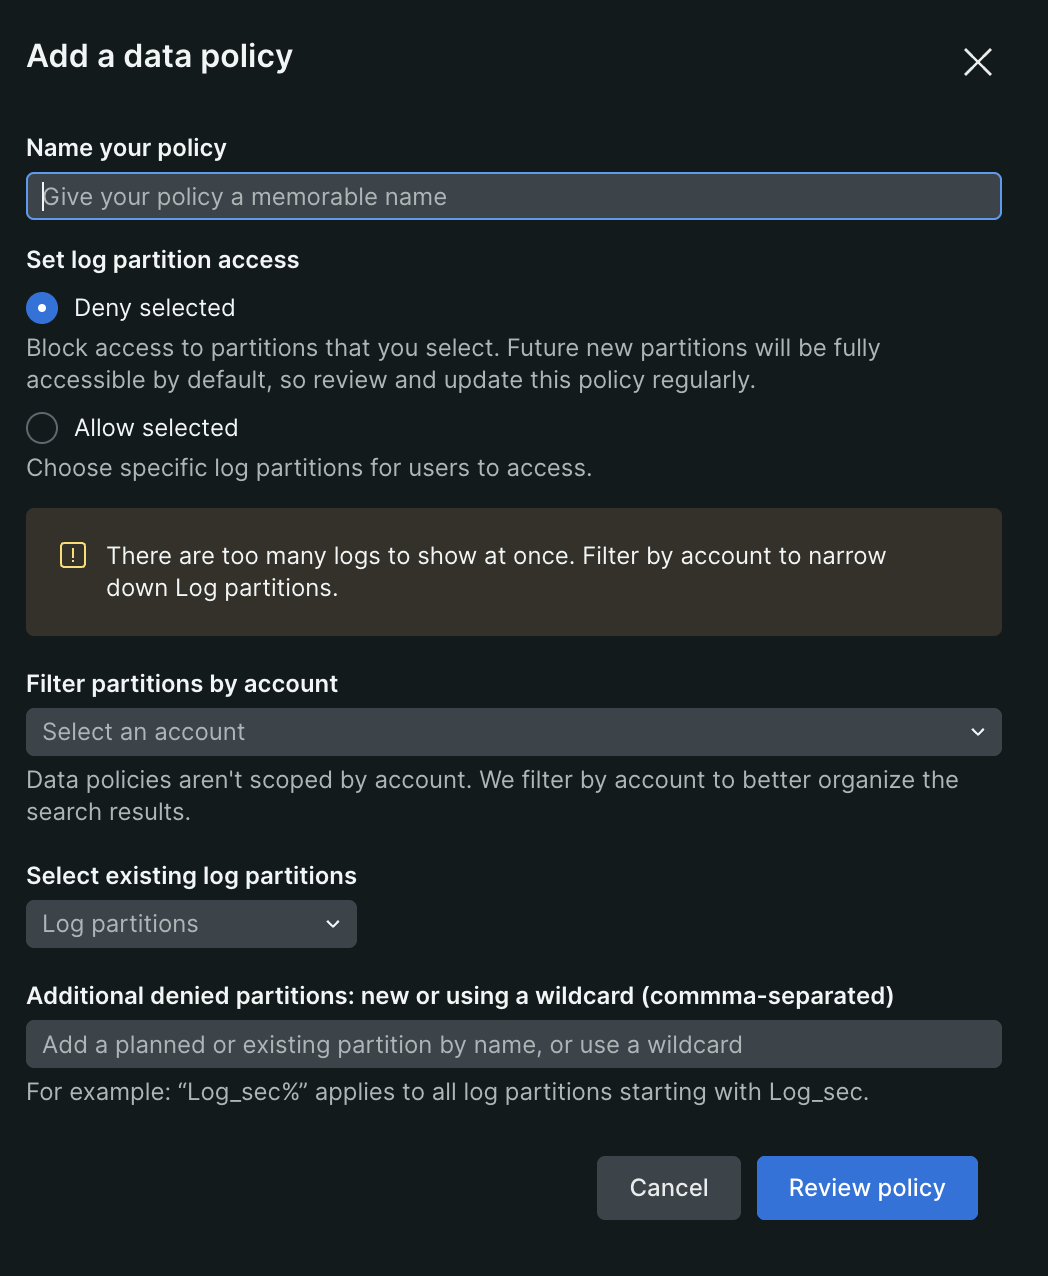 Add a data policy
Name your policy
Give your policy a memorable name
Set log partition access
Deny selected
Block access to partitions that you select. Future new partitions will be fully
accessible by default, so review and update this policy regularly.
Allow selected
Choose specific log partitions for users to access.
There are too many logs to show at once. Filter by account to narrow
down Log partitions.
Filter partitions by account
Select an account
Data policies aren't scoped by account. We filter by account to better organize the
search results.
Select existing log partitions
Log partitions
Additional denied partitions: new or using a wildcard (commma-separated)
Add a planned or existing partition by name, or use a wildcard
For example: “Log_sec%” applies to all log partitions starting with Log_sec.
Cancel
Review policy